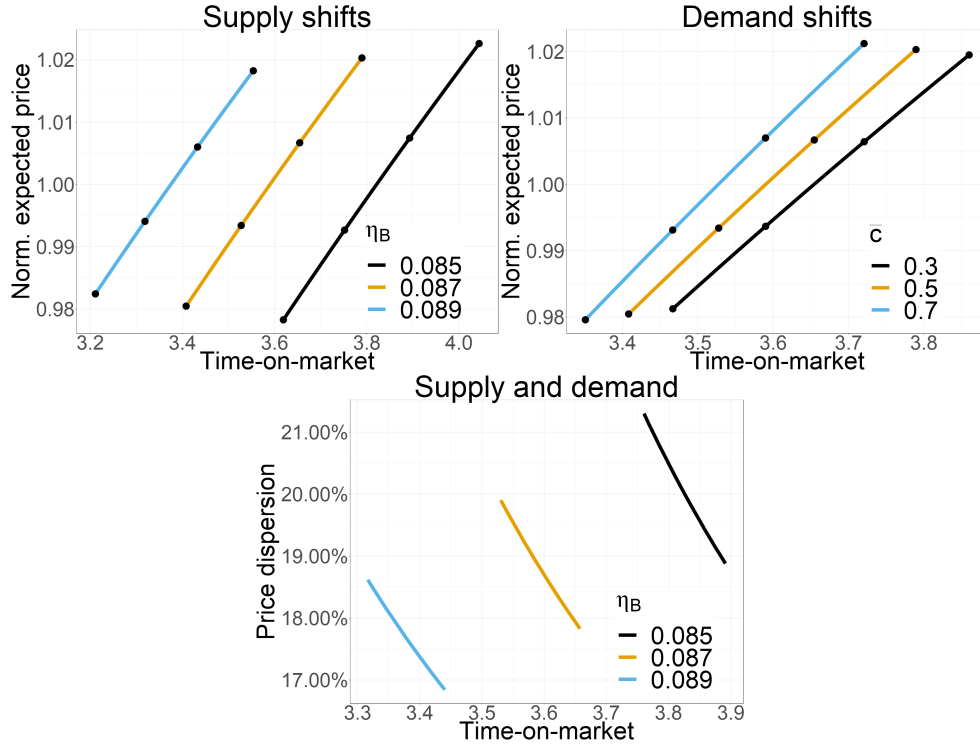 Supply shifts
Norm. expected price
1.02
1.01
1.00
0.99
0.98
3.2 3.4 3.6 3.8 4.0
Time-on-market
ηB
0.085
0.087
0.089
Demand shifts
Norm. expected price
1.02
1.01
1.00
0.99
0.98
3.4 3.5 3.6 3.7 3.8
Time-on-market
c̅
0.3
0.5
0.7
Supply and demand
Price dispersion
21.00%
20.00%
19.00%
18.00%
17.00%
3.3 3.4 3.5 3.6 3.7 3.8 3.9
Time-on-market
ηB
0.085
0.087
0.089